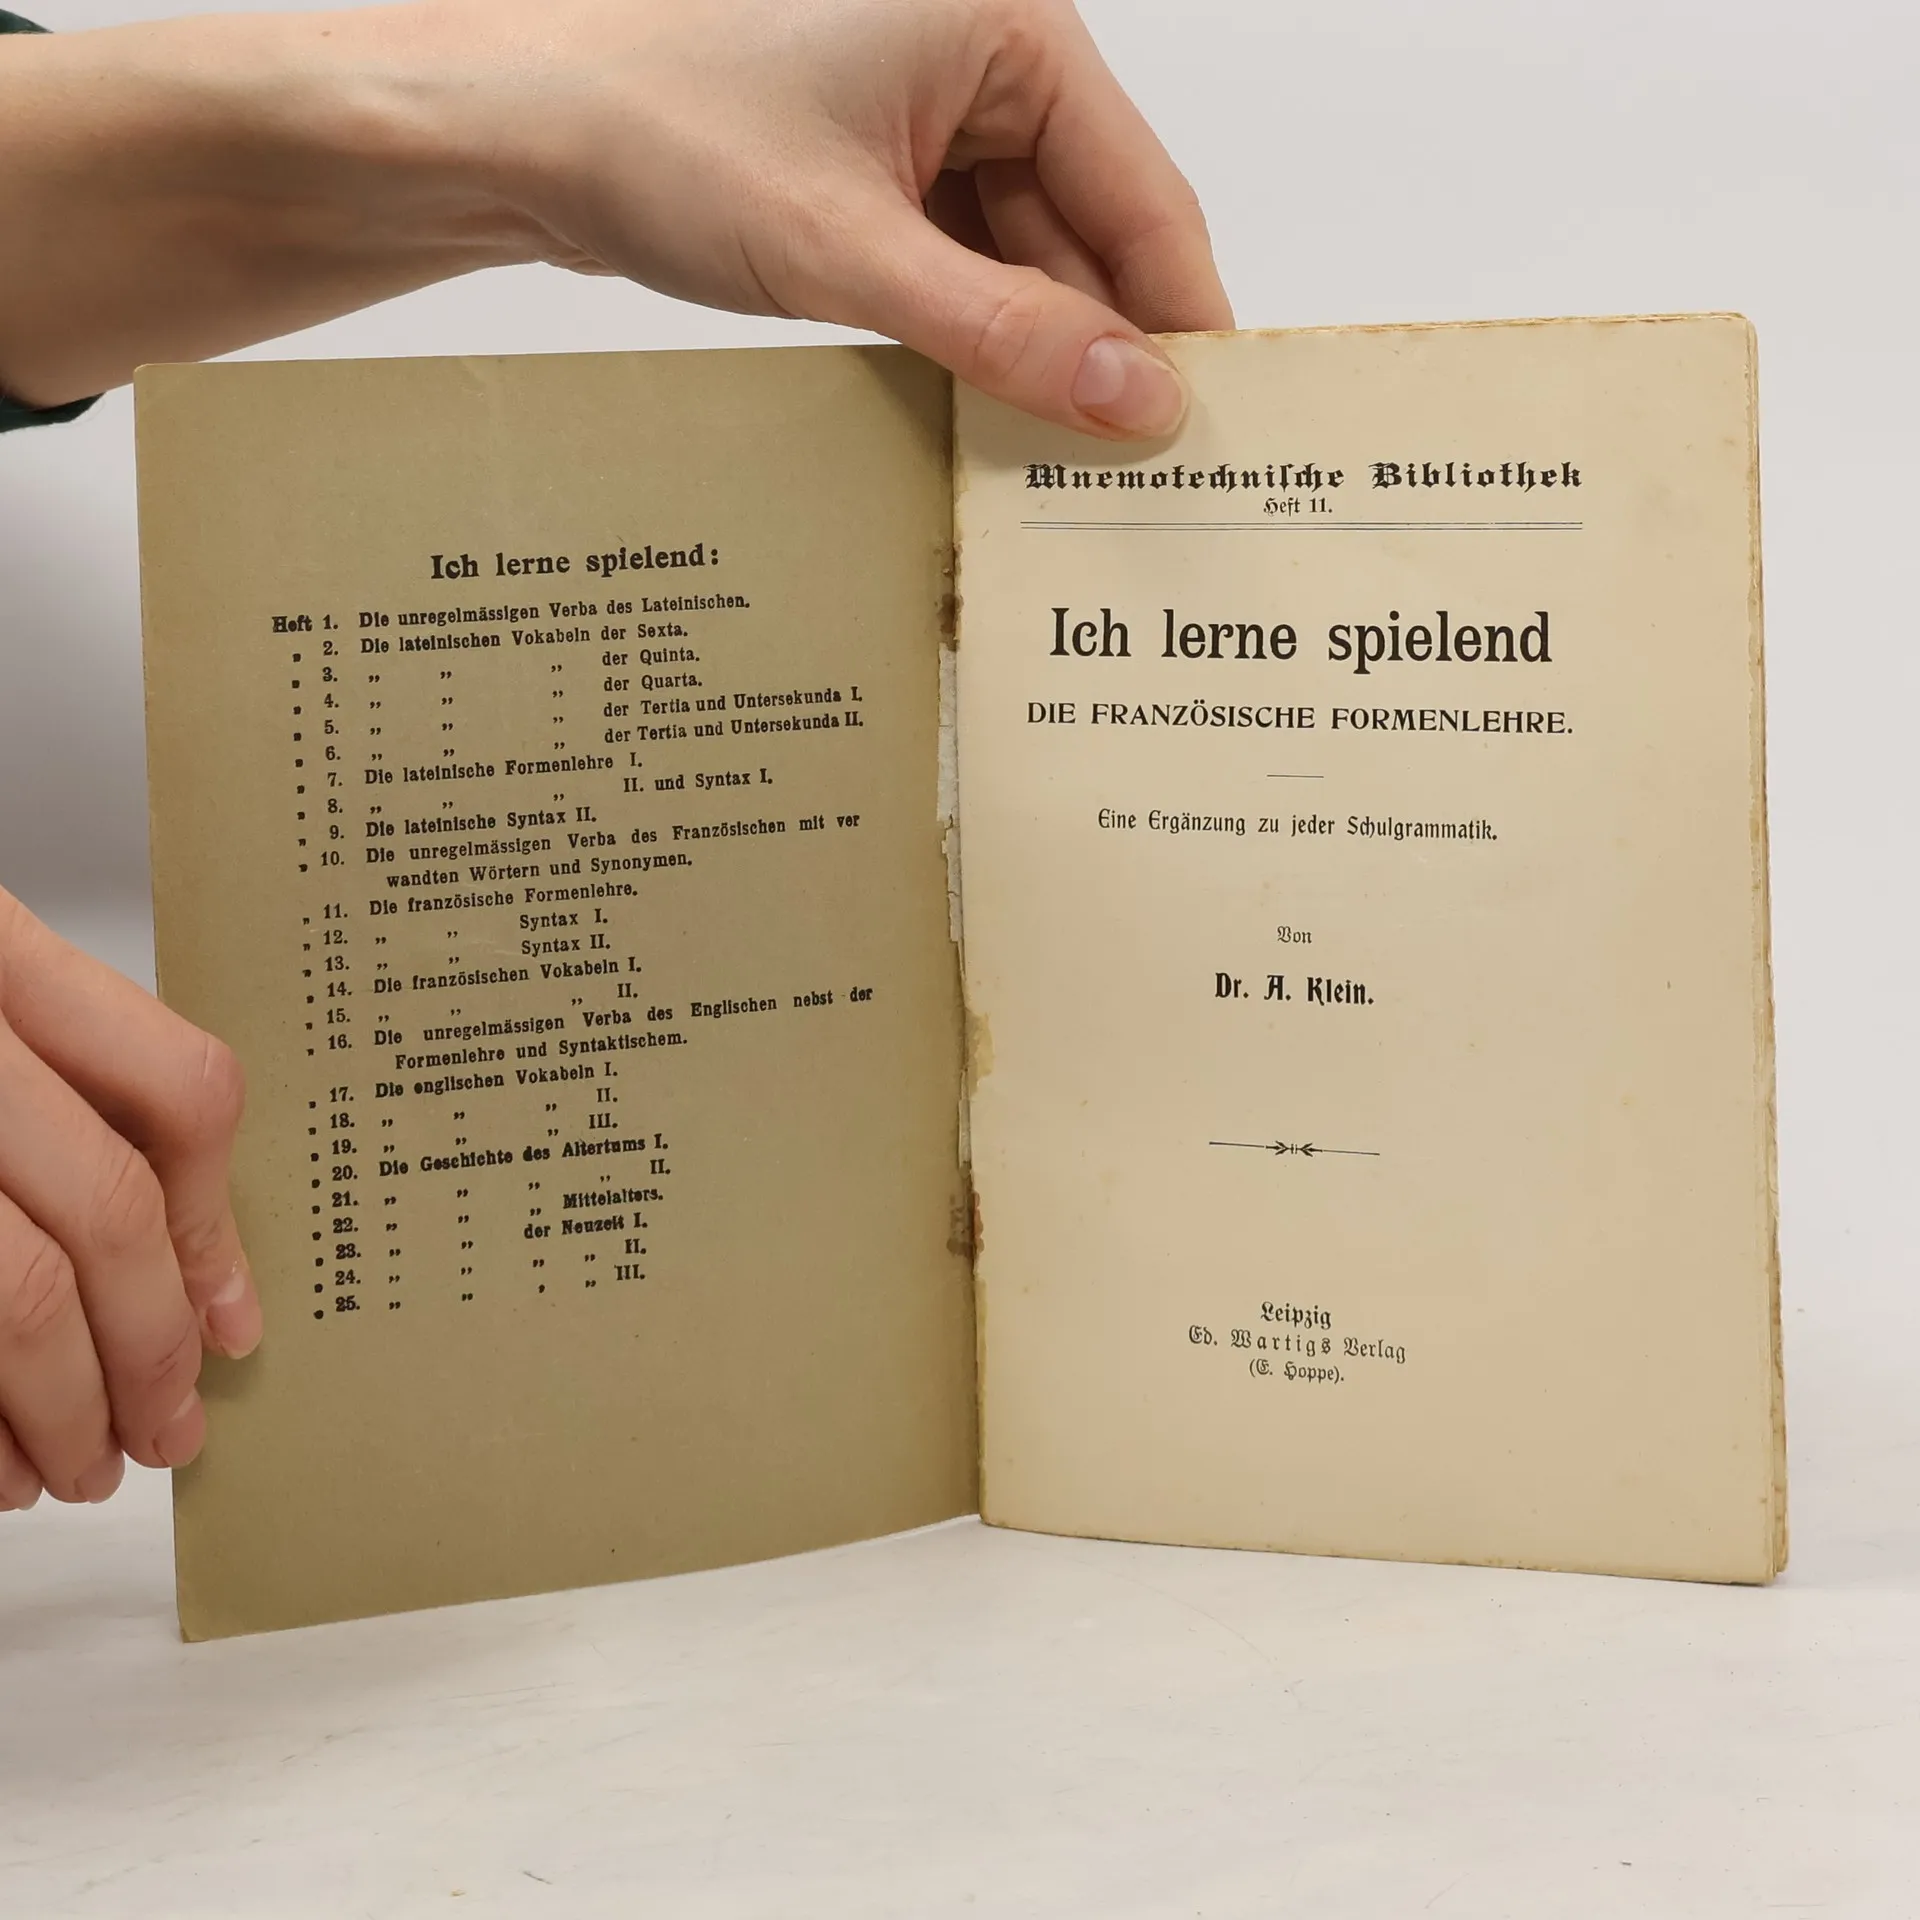 Ich lerne spielend:
Heft 1. Die unregelmässigen Verba des Lateinischen.
„ 2. Die lateinischen Vokabeln der Sexta.
„ 3. „ „ „ der Quinta.
„ 4. „ „ „ der Quarta.
„ 5. „ „ „ der Tertia und Untersekunda I.
„ 6. „ „ „ der Tertia und Untersekunda II.
„ 7. Die lateinische Formenlehre I.
„ 8. „ „ „ II. und Syntax I.
„ 9. Die lateinische Syntax II.
„ 10. Die unregelmässigen Verba des Französischen mit ver
wandten Wörtern und Synonymen.
„ 11. Die französische Formenlehre.
„ 12. „ „ Syntax I.
„ 13. „ „ Syntax II.
„ 14. Die französischen Vokabeln I.
„ 15. „ „ „ II.
„ 16. Die unregelmässigen Verba des Englischen nebst der
Formenlehre und Syntaktischem.
„ 17. Die englischen Vokabeln I.
„ 18. „ „ „ II.
„ 19. „ „ „ III.
„ 20. Die Geschichte des Altertums I.
„ 21. „ „ „ „ II.
„ 22. „ „ „ Mittelalters.
„ 23. „ „ der Neuzeit I.
„ 24. „ „ „ „ II.
„ 25. „ „ , „ III.
Mnemotechnische Bibliothek
Heft 11.
Ich lerne spielend
DIE FRANZÖSISCHE FORMENLEHRE.
Eine Ergänzung zu jeder Schulgrammatik.
Von
Dr. A. Klein.
Leipzig
Ed. Wartigs Verlag
(E. Hoppe).